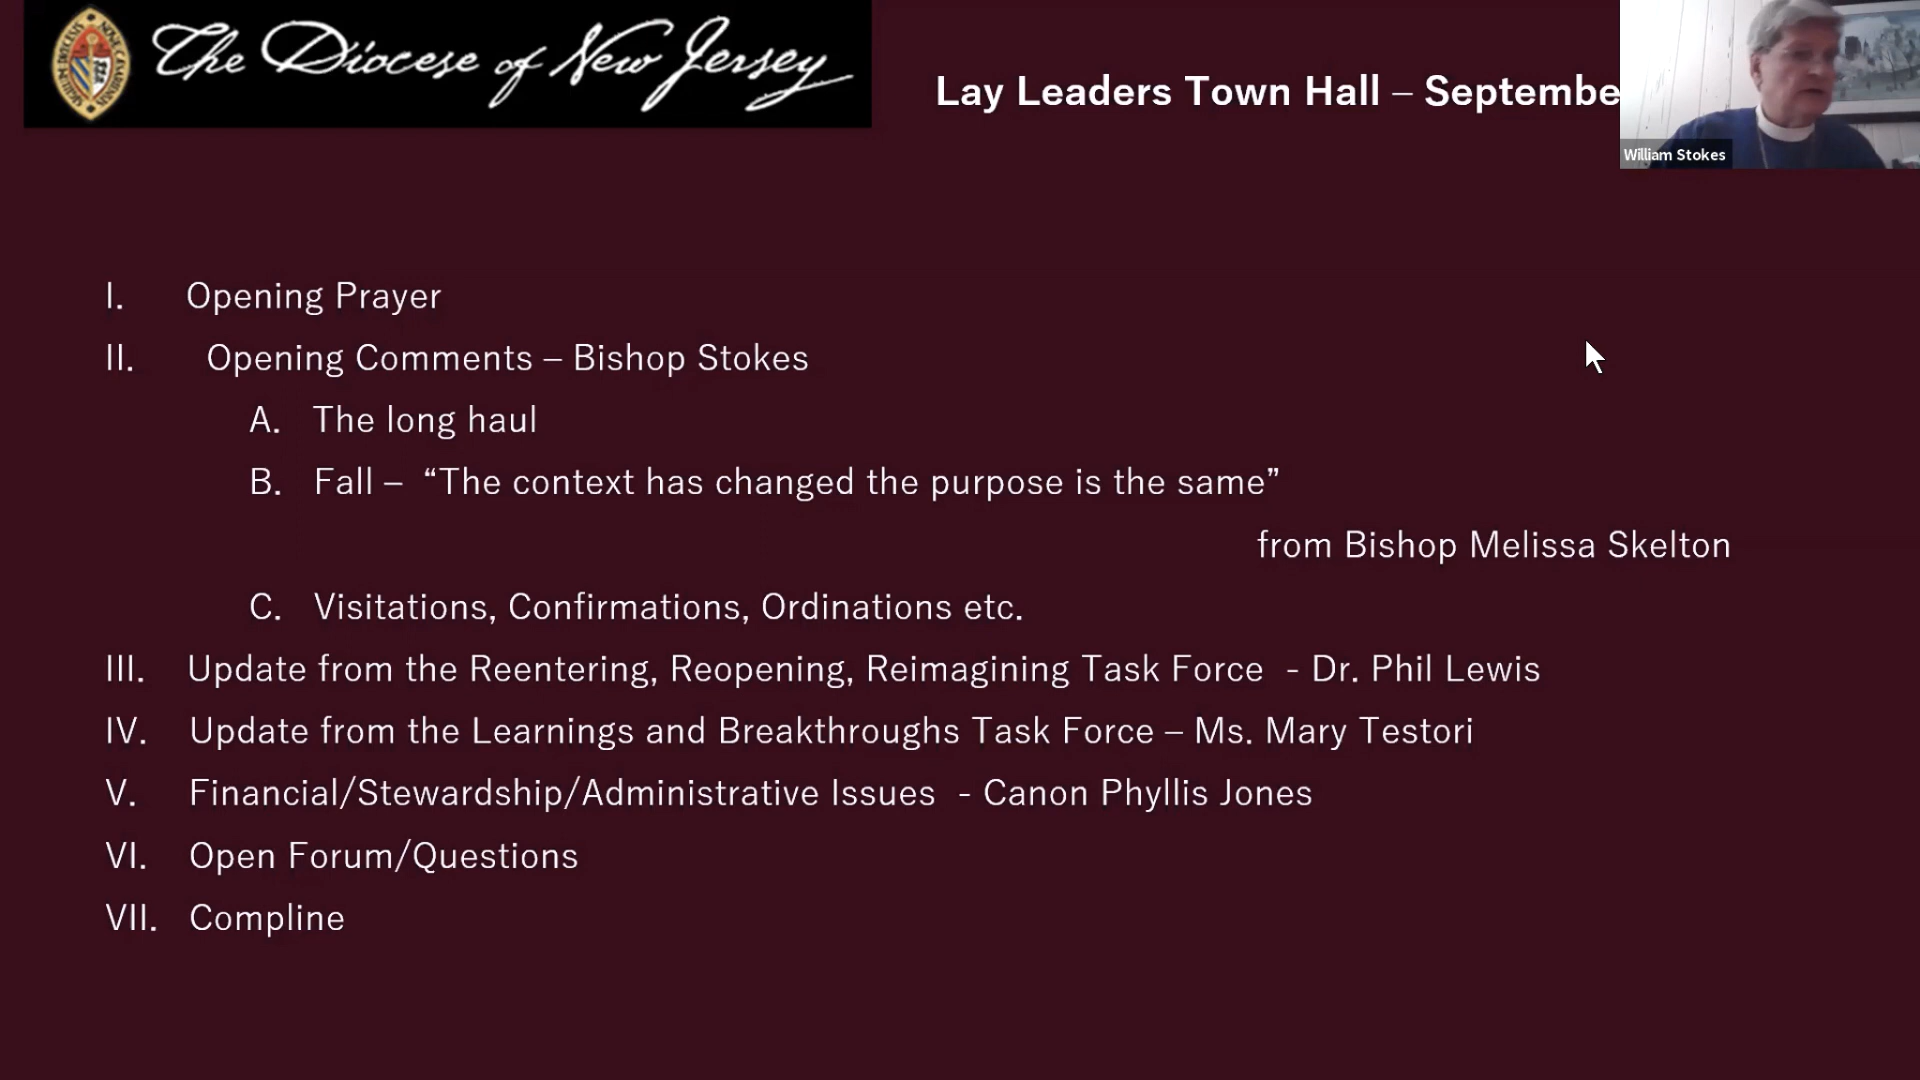 The Diocese of New Jersey
Lay Leaders Town Hall – Septembe
William Stokes
I. Opening Prayer
II. Opening Comments – Bishop Stokes
A. The long haul
B. Fall – “The context has changed the purpose is the same”
from Bishop Melissa Skelton
C. Visitations, Confirmations, Ordinations etc.
III. Update from the Reentering, Reopening, Reimagining Task Force - Dr. Phil Lewis
IV. Update from the Learnings and Breakthroughs Task Force – Ms. Mary Testori
V. Financial/Stewardship/Administrative Issues - Canon Phyllis Jones
VI. Open Forum/Questions
VII. Compline